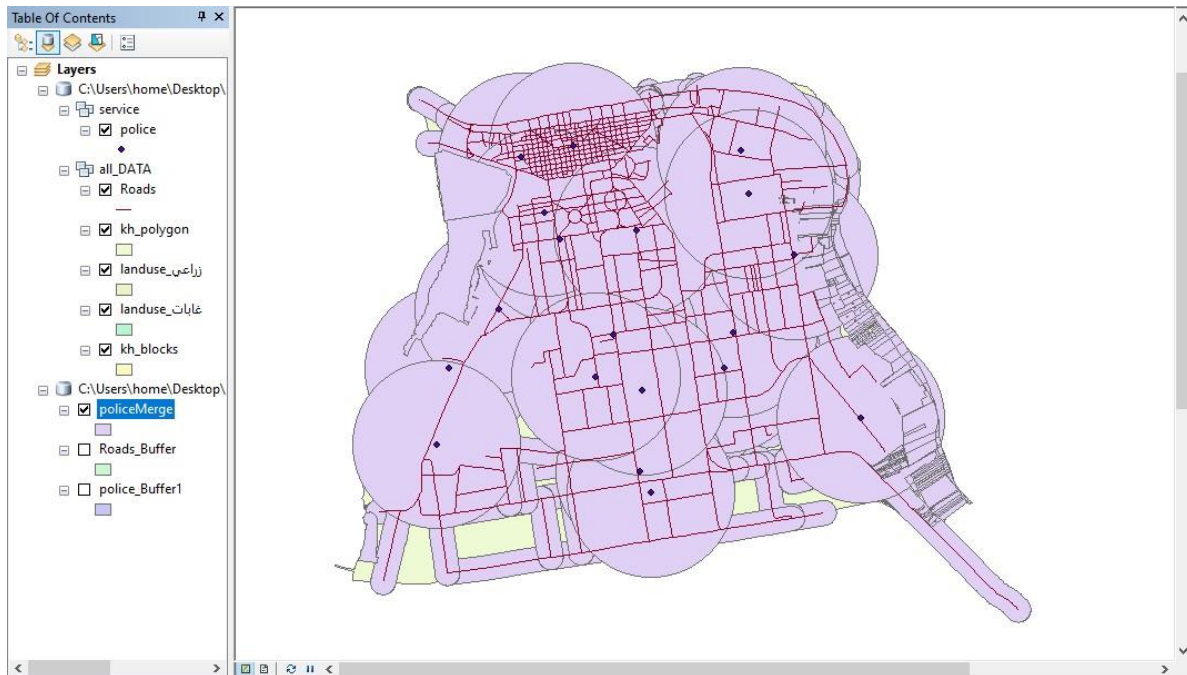 Table Of Contents
Layers
C:\Users\home\Desktop\
service
police
all_DATA
Roads
kh_polygon
landuse_زراعي
landuse_غابات
kh_blocks
C:\Users\home\Desktop\
policeMerge
Roads_Buffer
police_Buffer1